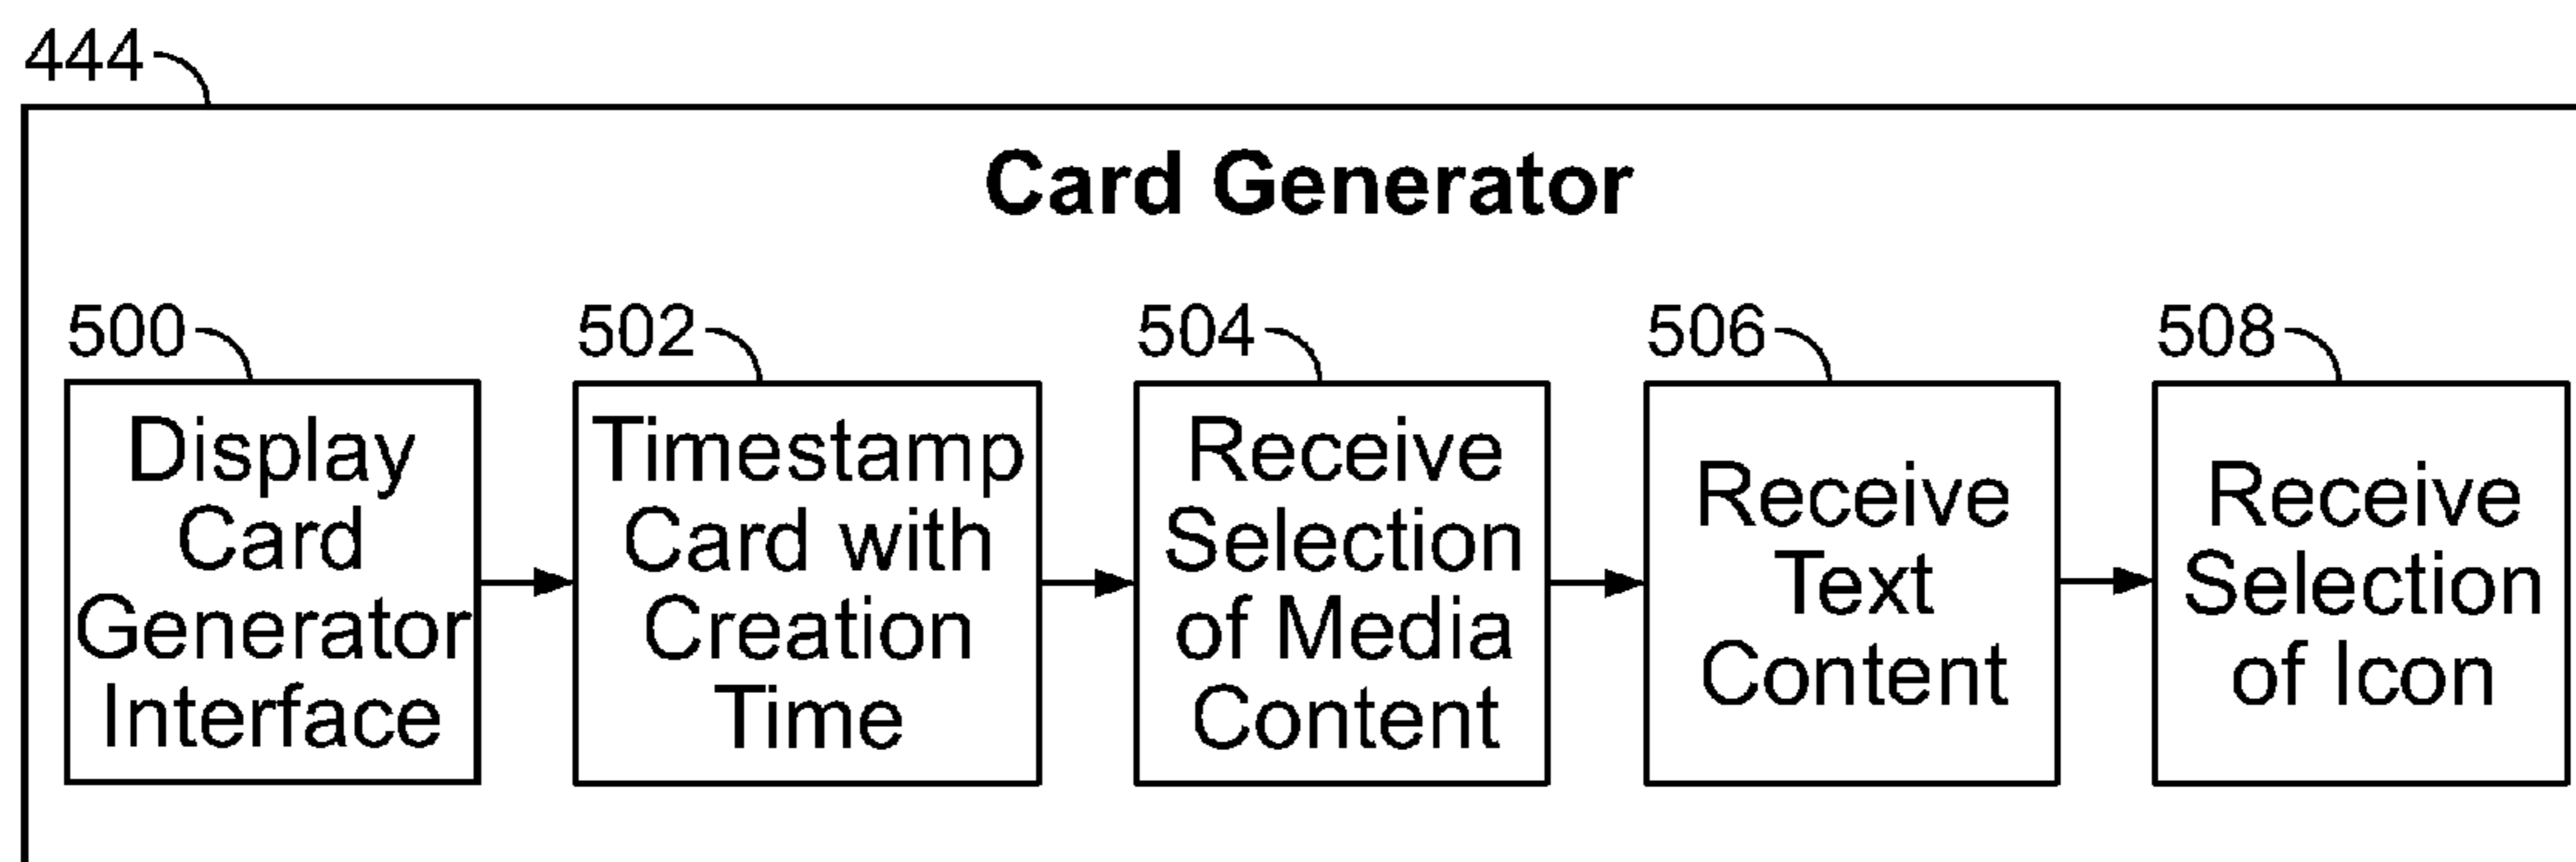 444
Card Generator
500
Display
Card
Generator
Interface
502
Timestamp
Card with
Creation
Time
504
Receive
Selection
of Media
Content
506
Receive
Text
Content
508
Receive
Selection
of Icon